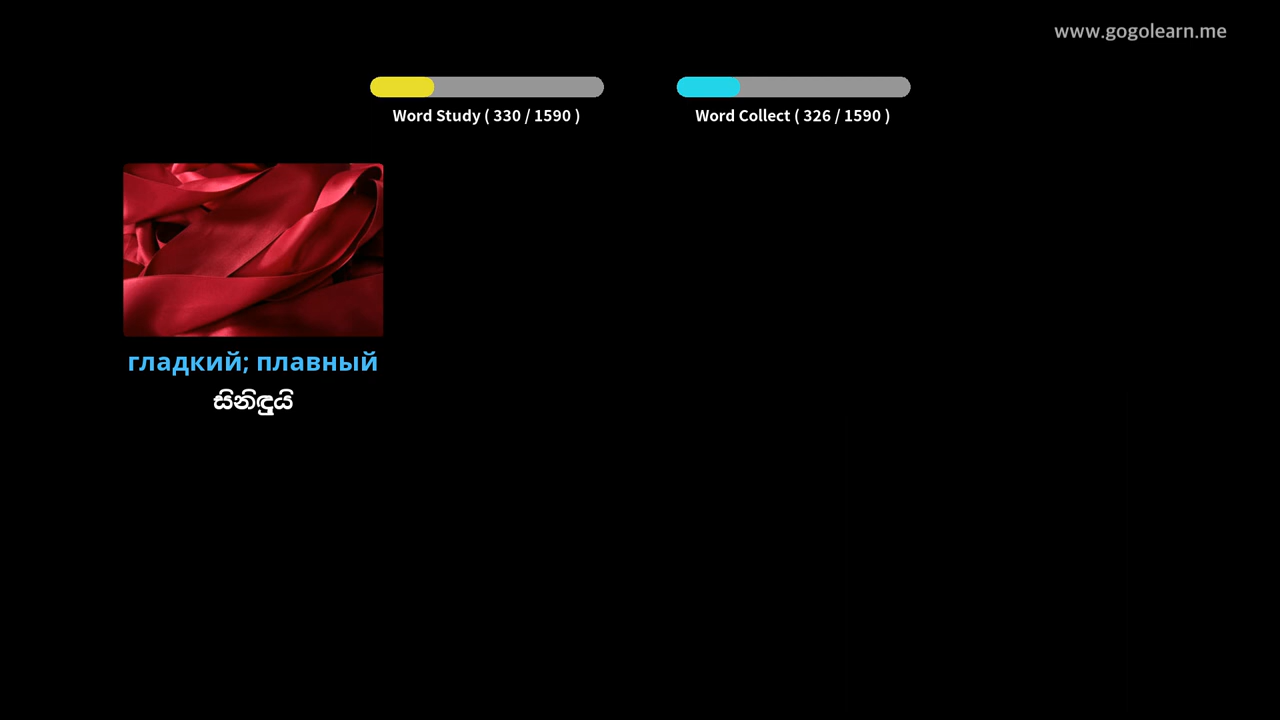 www.gogolearn.me
Word Study ( 330 / 1590 )
Word Collect ( 326 / 1590 )
гладкий; плавный
සිනිඳුයි